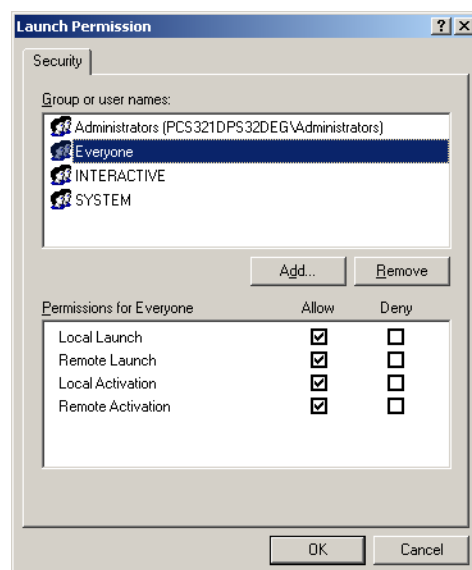 Launch Permission
Security
Group or user names:
Administrators (PCS321DPS32DEG\Administrators)
Everyone
INTERACTIVE
SYSTEM
Add... Remove
Permissions for Everyone Allow Deny
Local Launch
Remote Launch
Local Activation
Remote Activation
OK Cancel